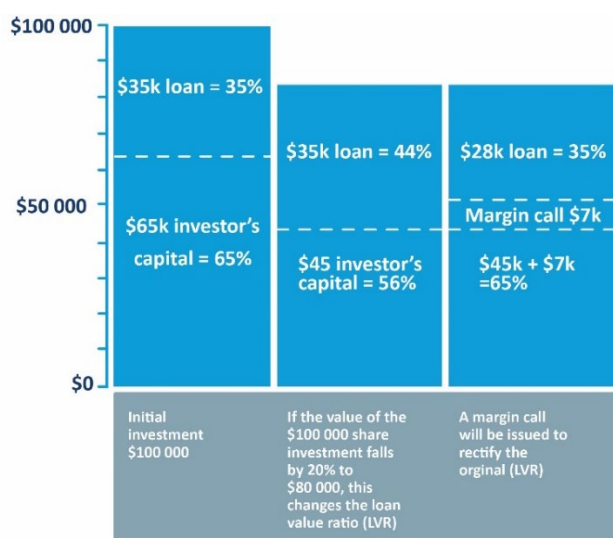 $100 000
$50 000
$0
$35k loan = 35%
$65k investor's
capital = 65%
$35k loan = 44%
$45 investor's
capital = 56%
$28k loan = 35%
Margin call $7k
$45k + $7k
=65%
Initial
investment
$100 000
If the value of the
$100 000 share
investment falls
by 20% to
$80 000, this
changes the loan
value ratio (LVR)
A margin call
will be issued to
rectify the
orginal (LVR)